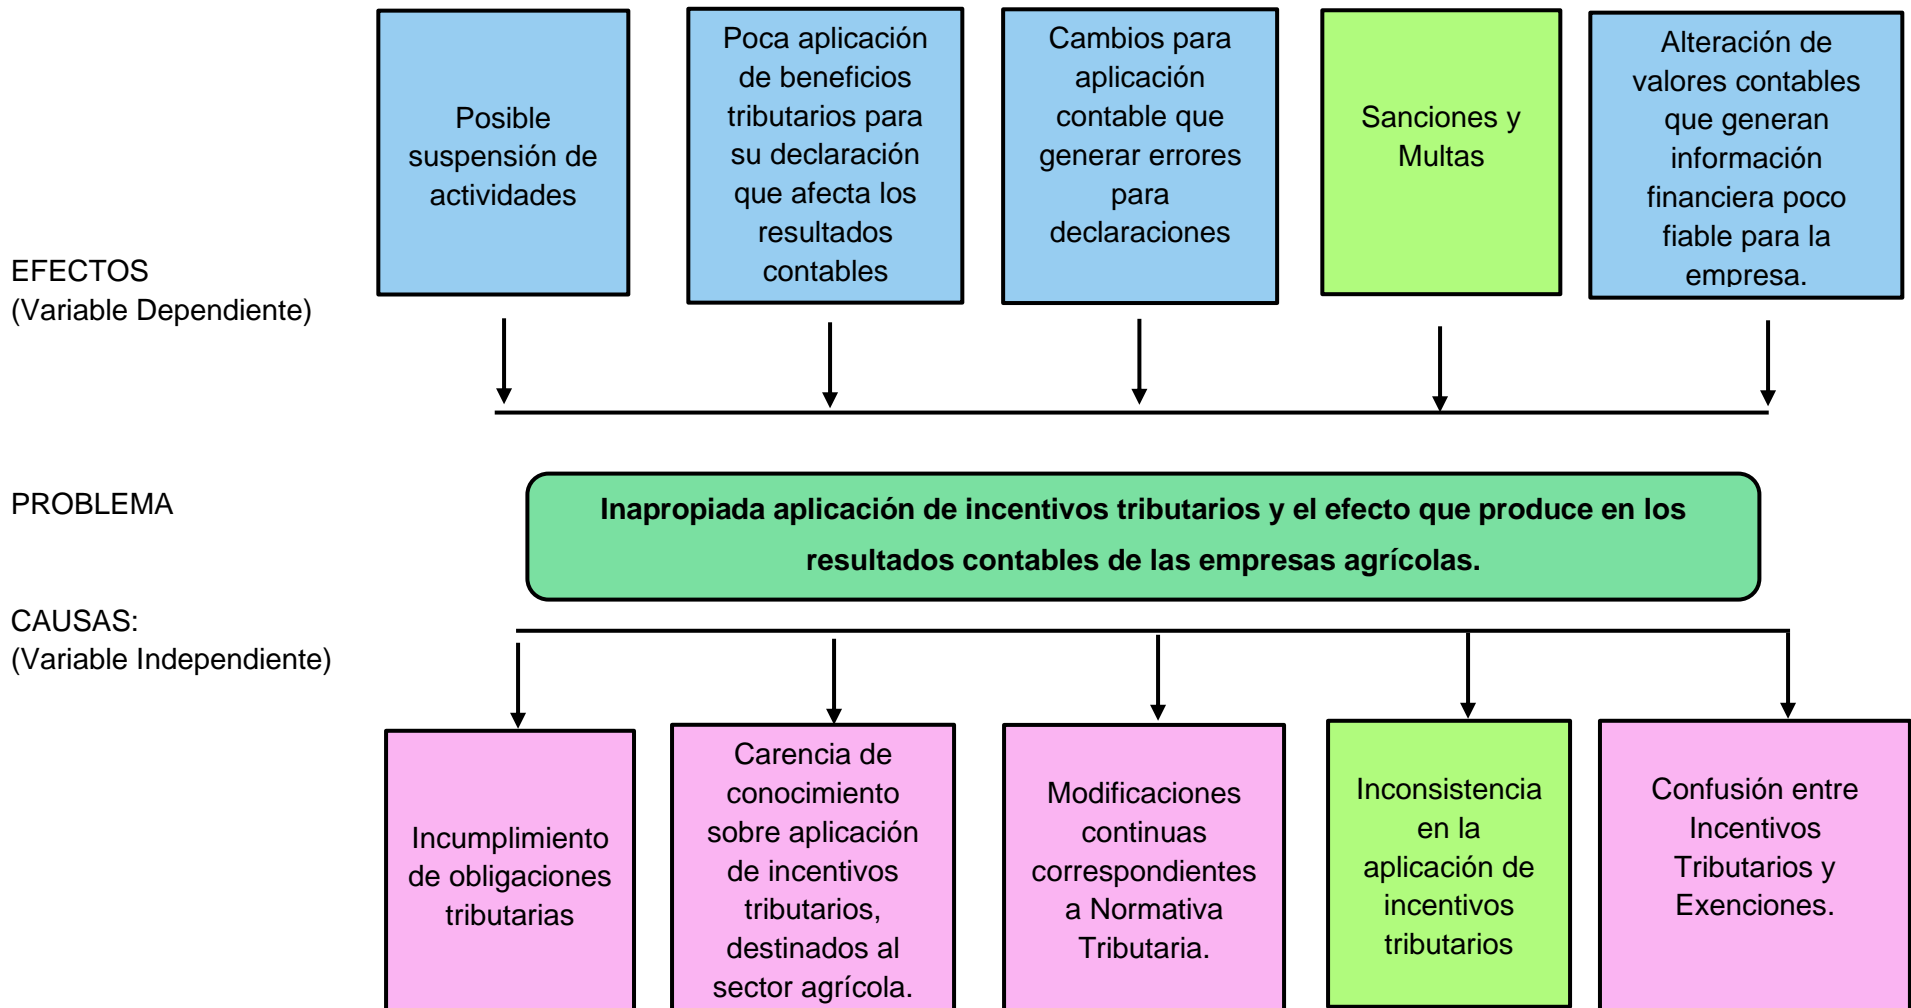 Posible
suspensión de
actividades
Poca aplicación
de beneficios
tributarios para
su declaración
que afecta los
resultados
contables
Cambios para
aplicación
contable que
generar errores
para
declaraciones
Sanciones y
Multas
Alteración de
valores contables
que generan
información
financiera poco
fiable para la
empresa.
EFECTOS
(Variable Dependiente)
PROBLEMA
Inapropiada aplicación de incentivos tributarios y el efecto que produce en los
resultados contables de las empresas agrícolas.
CAUSAS:
(Variable Independiente)
Incumplimiento
de obligaciones
tributarias
Carencia de
conocimiento
sobre aplicación
de incentivos
tributarios,
destinados al
sector agrícola.
Modificaciones
continuas
correspondientes
a Normativa
Tributaria.
Inconsistencia
en la
aplicación de
incentivos
tributarios
Confusión entre
Incentivos
Tributarios y
Exenciones.